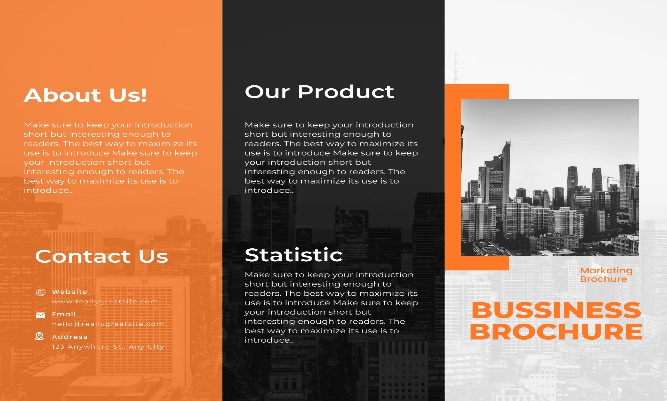 About Us!
Make sure to keep your introduction
short but interesting enough to
readers. The best way to maximize its
use is to introduce Make sure to keep
your introduction short but
interesting enough to readers. The
best way to maximize its use is to
introduce..
Contact Us
Website
www.reallygreatsite.com
Email
hello@reallygreatsite.com
Address
123 Anywhere St., Any City
Our Product
Make sure to keep your introduction
short but interesting enough to
readers. The best way to maximize its
use is to introduce Make sure to keep
your introduction short but
interesting enough to readers. The
best way to maximize its use is to
introduce..
Statistic
Make sure to keep your introduction
short but interesting enough to
readers. The best way to maximize its
use is to introduce Make sure to keep
your introduction short but
interesting enough to readers. The
best way to maximize its use is to
introduce..
Marketing
Brochure
BUSSINESS
BROCHURE